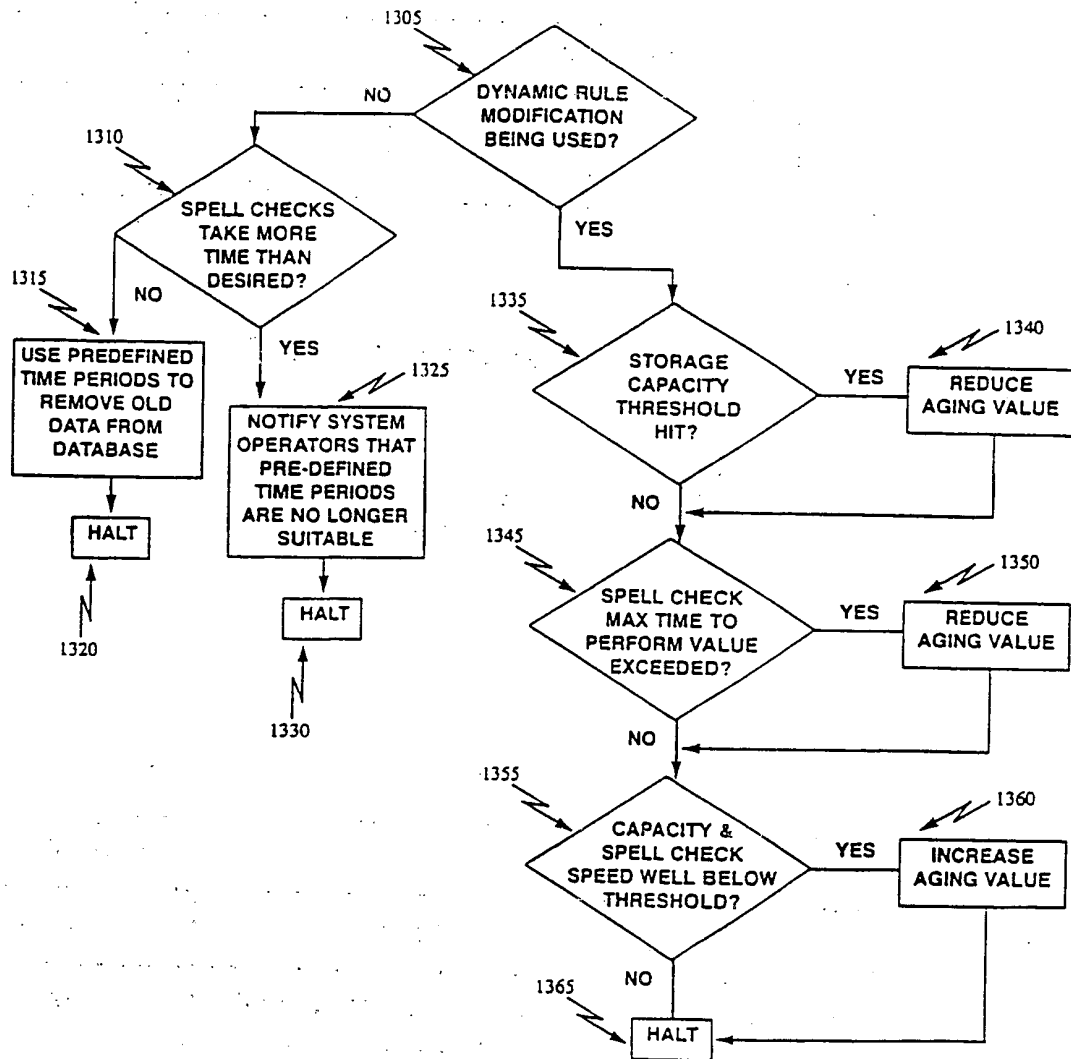 1305
DYNAMIC RULE
MODIFICATION
BEING USED?
NO
YES
1310
SPELL CHECKS
TAKE MORE
TIME THAN
DESIRED?
NO
YES
1315
USE PREDEFINED
TIME PERIODS TO
REMOVE OLD
DATA FROM
DATABASE
HALT
1320
1325
NOTIFY SYSTEM
OPERATORS THAT
PRE-DEFINED
TIME PERIODS
ARE NO LONGER
SUITABLE
HALT
1330
1335
STORAGE
CAPACITY
THRESHOLD
HIT?
YES
NO
1340
REDUCE
AGING VALUE
1345
SPELL CHECK
MAX TIME TO
PERFORM VALUE
EXCEEDED?
YES
NO
1350
REDUCE
AGING VALUE
1355
CAPACITY &
SPELL CHECK
SPEED WELL BELOW
THRESHOLD?
YES
NO
1360
INCREASE
AGING VALUE
1365
HALT